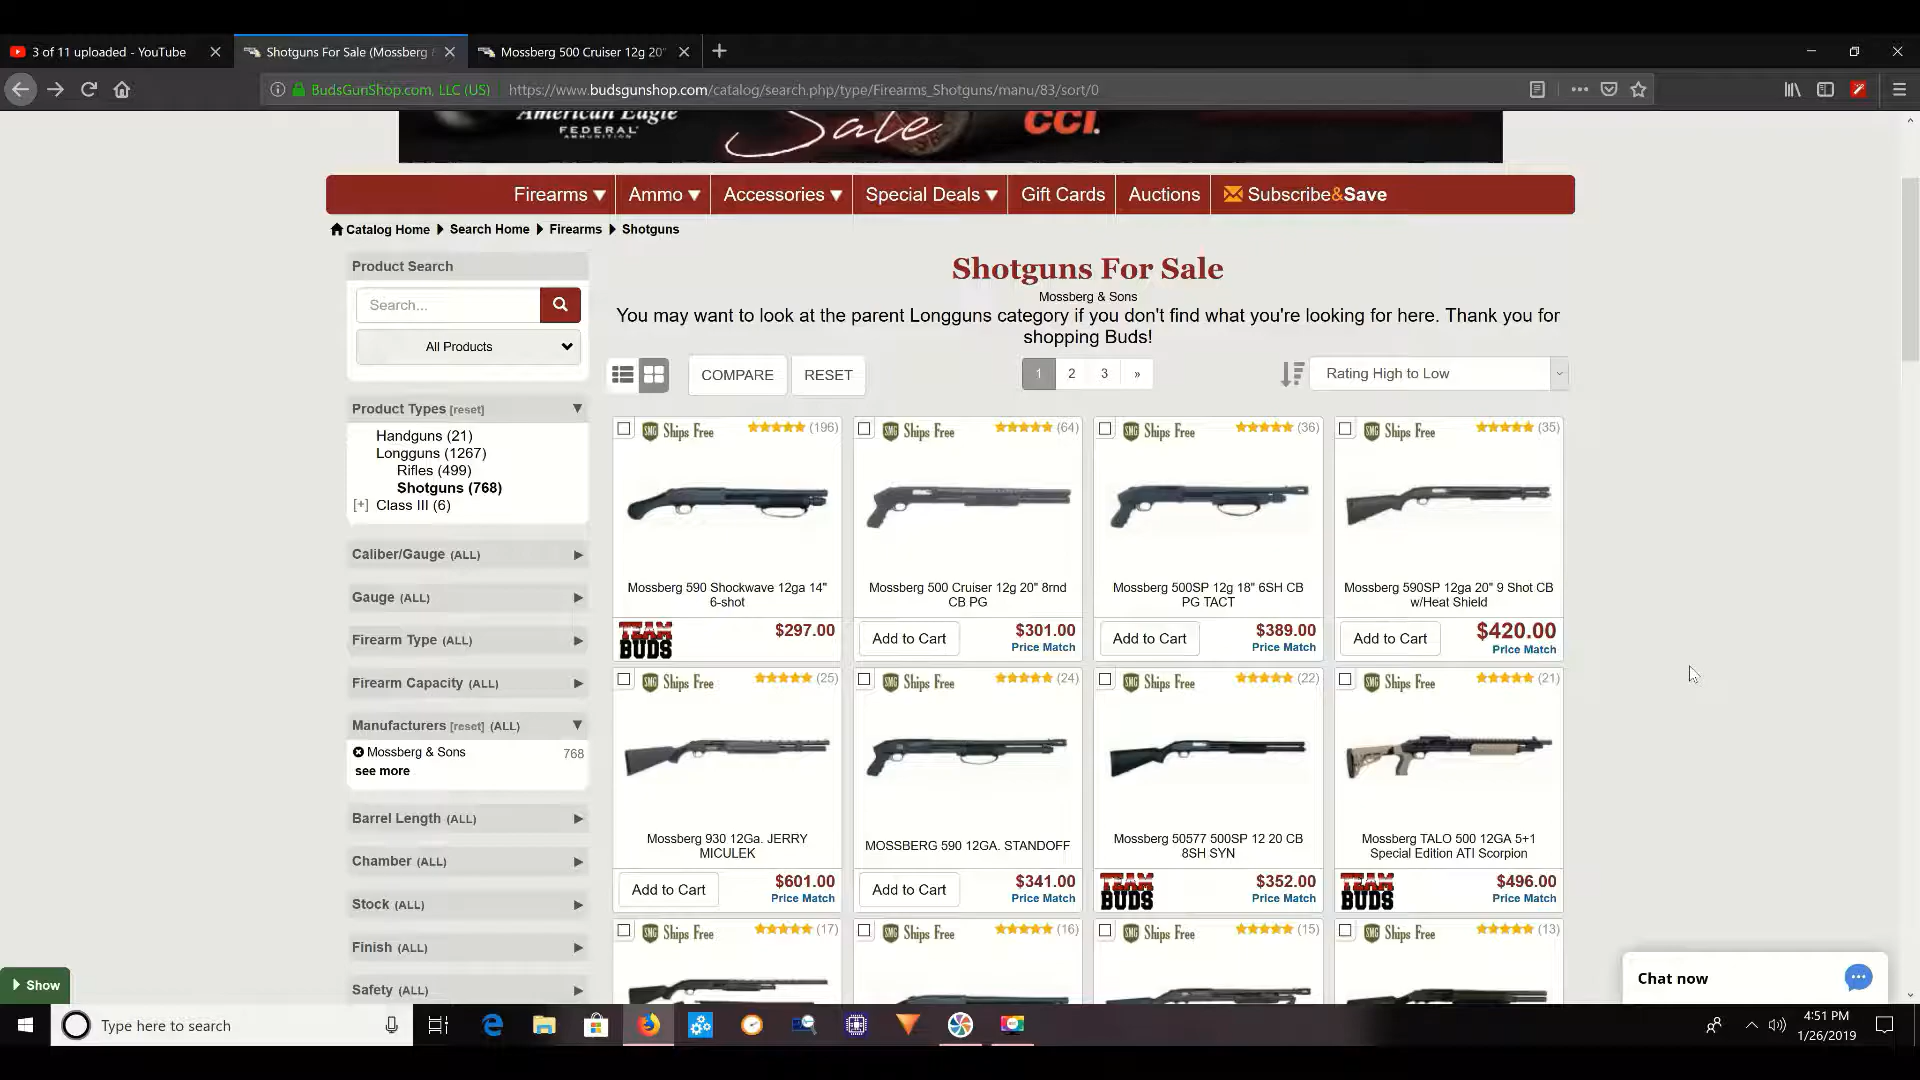 3 of 11 uploaded - YouTube
Shotguns For Sale (Mossberg
Mossberg 500 Cruiser 12g 20"
BudsGunShop.com, LLC (US)
https://www.budsgunshop.com/catalog/search.php/type/Firearms_Shotguns/manu/83/sort/0
American Eagle
FEDERAL
AMMUNITION
Sale
CCI.
Firearms ▼
Ammo ▼
Accessories ▼
Special Deals ▼
Gift Cards
Auctions
Subscribe&Save
Catalog Home
Search Home
Firearms
Shotguns
Product Search
Search...
All Products
Product Types [reset]
Handguns (21)
Longguns (1267)
Rifles (499)
Shotguns (768)
[+] Class III (6)
Caliber/Gauge (ALL)
Gauge (ALL)
Firearm Type (ALL)
Firearm Capacity (ALL)
Manufacturers [reset] (ALL)
Mossberg & Sons 768
see more
Barrel Length (ALL)
Chamber (ALL)
Stock (ALL)
Finish (ALL)
Safety (ALL)
Shotguns For Sale
Mossberg & Sons
You may want to look at the parent Longguns category if you don't find what you're looking for here. Thank you for
shopping Buds!
COMPARE
RESET
1 2 3 »
Rating High to Low
SMG Ships Free (196)
Mossberg 590 Shockwave 12ga 14"
6-shot
TEAM
BUDS
$297.00
SMG Ships Free (64)
Mossberg 500 Cruiser 12g 20" 8rnd
CB PG
Add to Cart
$301.00
Price Match
SMG Ships Free (36)
Mossberg 500SP 12g 18" 6SH CB
PG TACT
Add to Cart
$389.00
Price Match
SMG Ships Free (35)
Mossberg 590SP 12ga 20" 9 Shot CB
w/Heat Shield
Add to Cart
$420.00
Price Match
SMG Ships Free (25)
Mossberg 930 12Ga. JERRY
MICULEK
Add to Cart
$601.00
Price Match
SMG Ships Free (24)
MOSSBERG 590 12GA. STANDOFF
Add to Cart
$341.00
Price Match
SMG Ships Free (22)
Mossberg 50577 500SP 12 20 CB
8SH SYN
TEAM
BUDS
$352.00
Price Match
SMG Ships Free (21)
Mossberg TALO 500 12GA 5+1
Special Edition ATI Scorpion
TEAM
BUDS
$496.00
Price Match
SMG Ships Free (17)
SMG Ships Free (16)
SMG Ships Free (15)
SMG Ships Free (13)
Show
Chat now
Type here to search
4:51 PM
1/26/2019